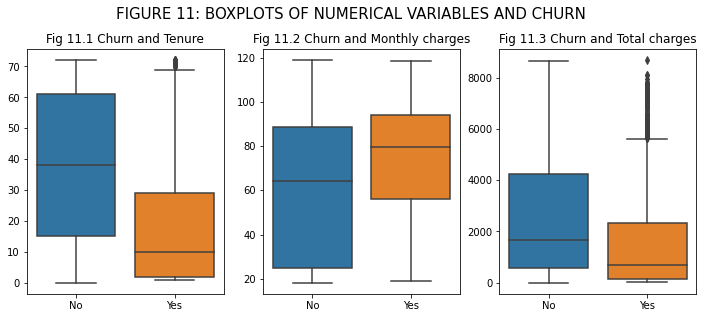 FIGURE 11: BOXPLOTS OF NUMERICAL VARIABLES AND CHURN
Fig 11.1 Churn and Tenure
70
60
50
40
30
20
10
0
No Yes
Fig 11.2 Churn and Monthly charges
120
100
80
60
40
20
No Yes
Fig 11.3 Churn and Total charges
8000
6000
4000
2000
0
No Yes